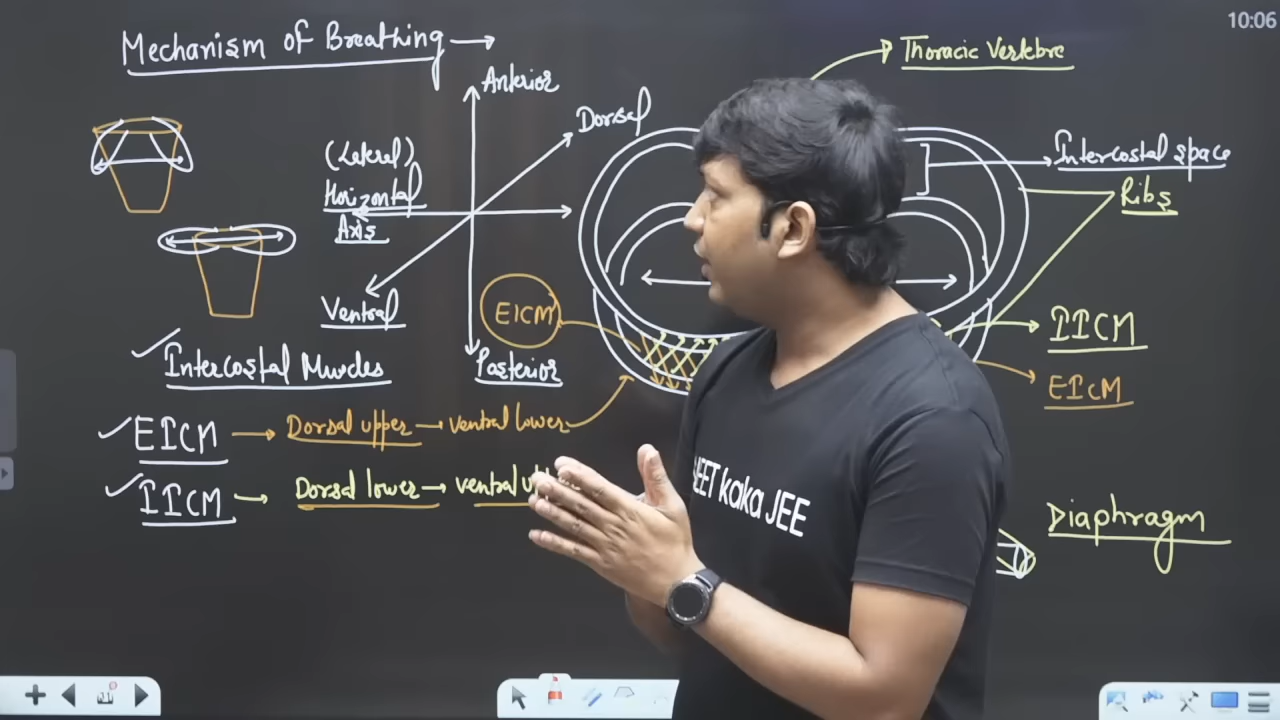 10:06
Mechanism of Breathing
Thoracic Vertebre
Anterior
Dorsal
(Lateral)
Horizontal
Axis
Intercostal space
Ribs
Ventral
EICM
IICM
EICM
Posterior
Intercostal Muscles
EICM → Dorsal upper → ventral lower
IICM → Dorsal lower → ventral
NEET kaka JEE
Diaphragm